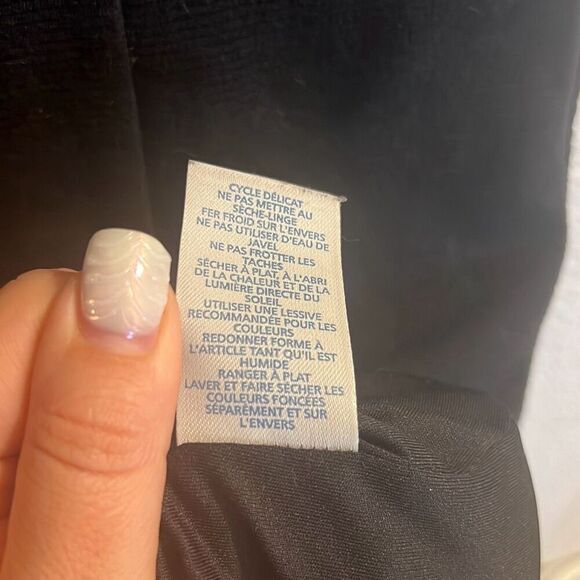 CYCLE DÉLICAT
NE PAS METTRE AU
SÈCHE-LINGE
FER FROID SUR L'ENVERS
NE PAS UTILISER D'EAU DE
JAVEL
NE PAS FROTTER LES
TACHES
SÉCHER À PLAT, À L'ABRI
DE LA CHALEUR ET DE LA
LUMIÈRE DIRECTE DU
SOLEIL
UTILISER UNE LESSIVE
RECOMMANDÉE POUR LES
COULEURS
REDONNER FORME À
L'ARTICLE TANT QU'IL EST
HUMIDE
RANGER À PLAT
LAVER ET FAIRE SÉCHER LES
COULEURS FONCÉES
SÉPARÉMENT ET SUR
L'ENVERS